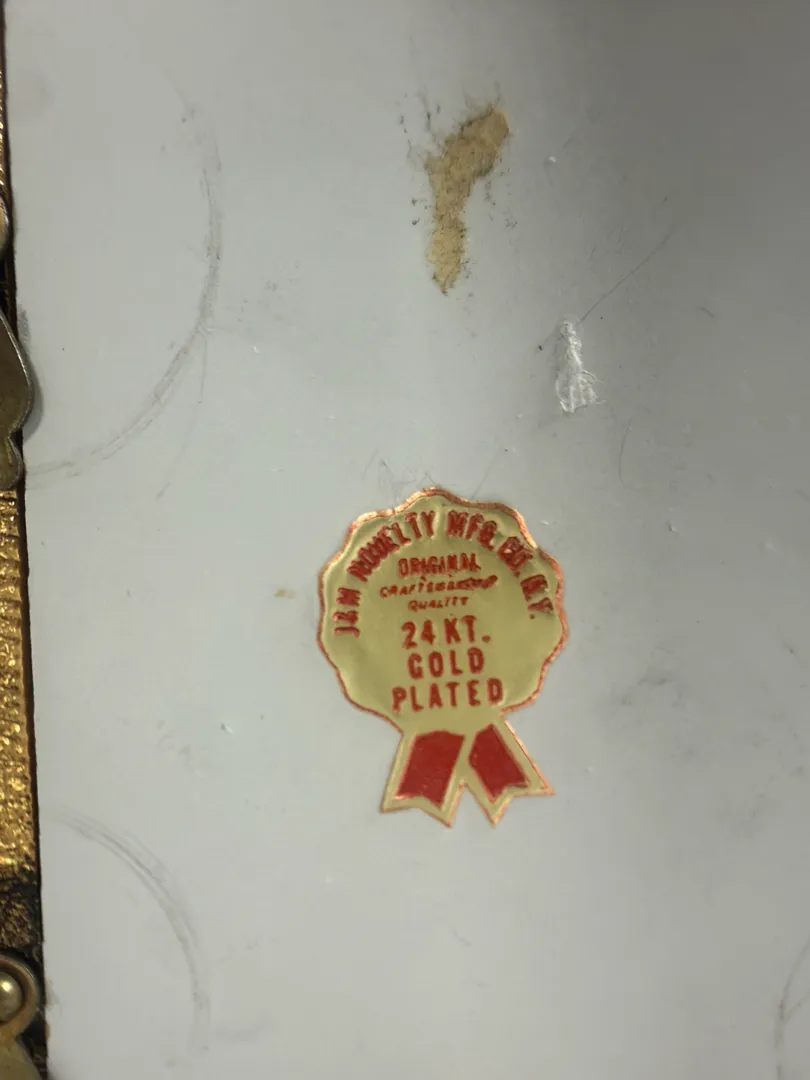 J&M NOVELTY MFG. CO. N.Y.
ORIGINAL
CRAFTSMANSHIP
QUALITY
24 KT.
GOLD
PLATED